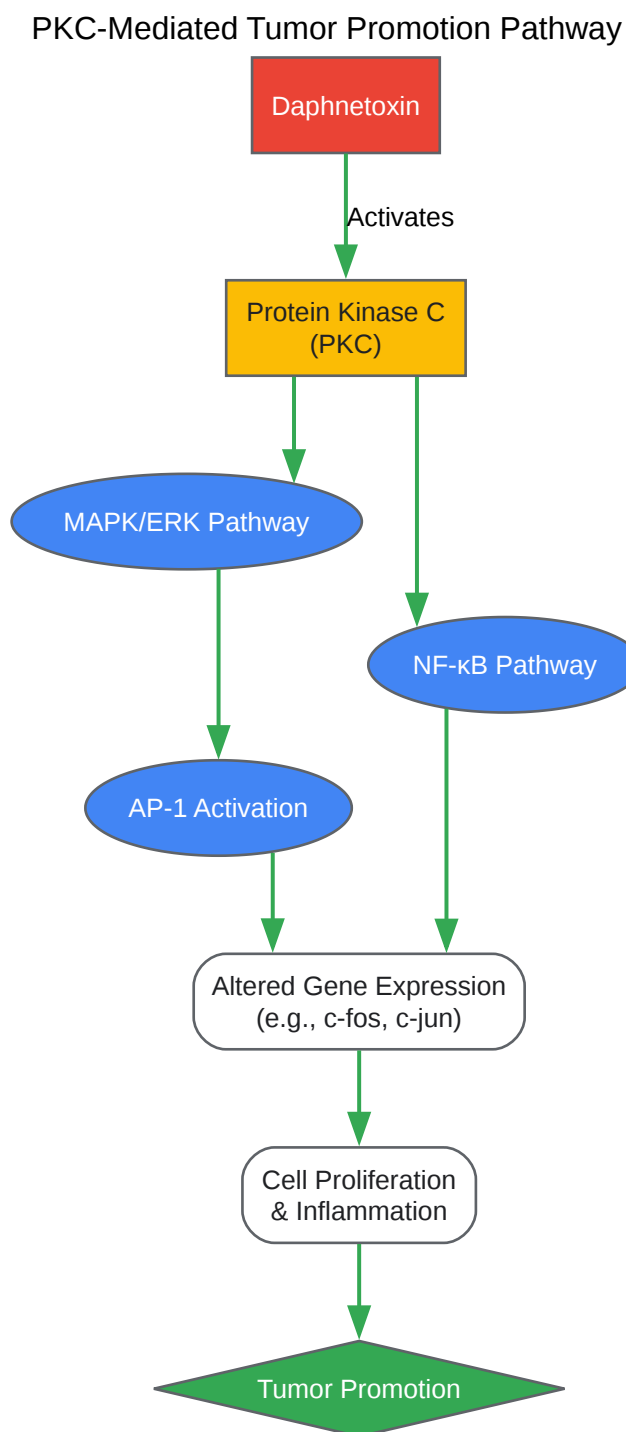 PKC-Mediated Tumor Promotion Pathway
Daphnetoxin
Activates
Protein Kinase C
(PKC)
MAPK/ERK Pathway
NF-κB Pathway
AP-1 Activation
Altered Gene Expression
(e.g., c-fos, c-jun)
Cell Proliferation
& Inflammation
Tumor Promotion